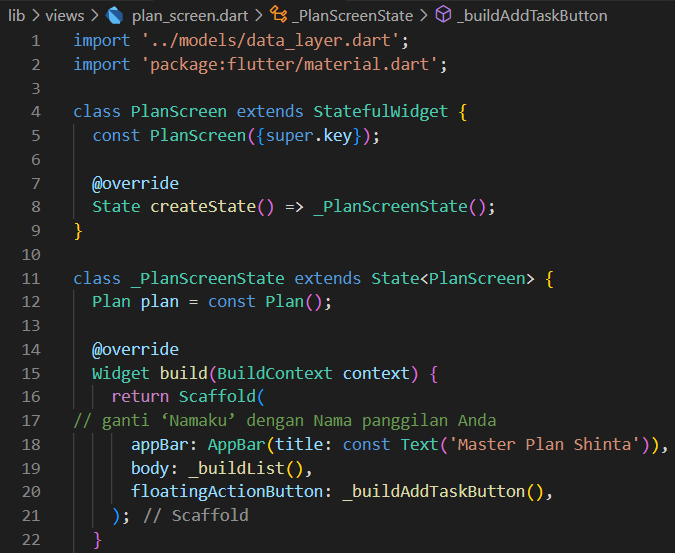 lib > views > plan_screen.dart > _PlanScreenState > _buildAddTaskButton
1 import '../models/data_layer.dart';
2 import 'package:flutter/material.dart';
3
4 class PlanScreen extends StatefulWidget {
5   const PlanScreen({super.key});
6
7   @override
8   State createState() => _PlanScreenState();
9 }
10
11 class _PlanScreenState extends State<PlanScreen> {
12   Plan plan = const Plan();
13
14   @override
15   Widget build(BuildContext context) {
16     return Scaffold(
17 // ganti ‘Namaku’ dengan Nama panggilan Anda
18       appBar: AppBar(title: const Text('Master Plan Shinta')),
19       body: _buildList(),
20       floatingActionButton: _buildAddTaskButton(),
21     ); // Scaffold
22   }